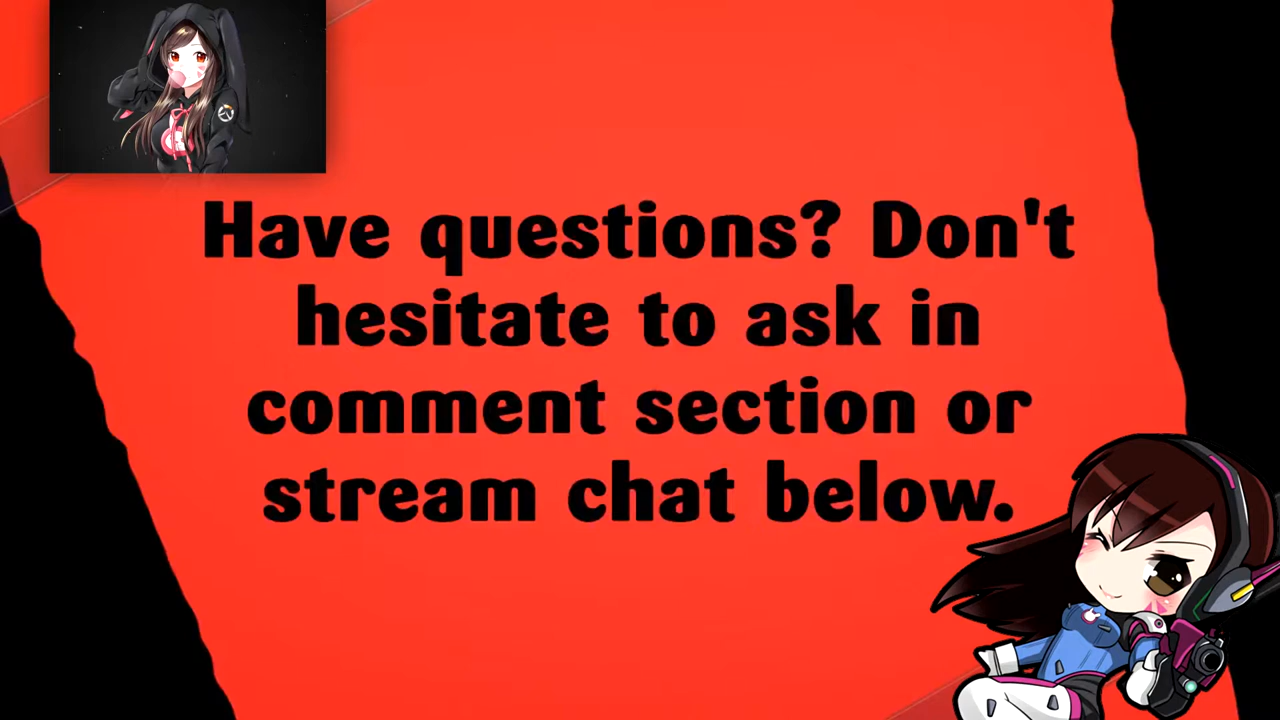 Have questions? Don't
hesitate to ask in
comment section or
stream chat below.